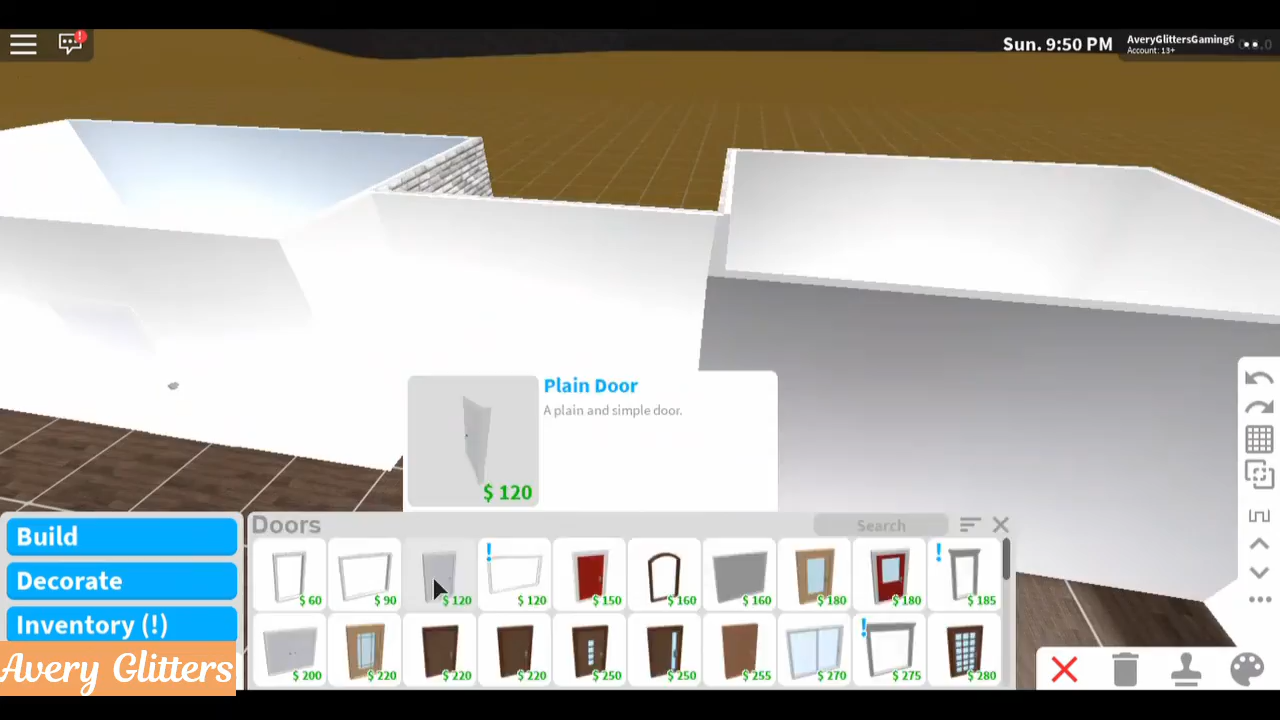 Sun. 9:50 PM
AveryGlittersGaming6
Account: 13+
Plain Door
A plain and simple door.
$ 120
Build
Decorate
Inventory (!)
Avery Glitters
Doors
Search
$ 60
$ 90
$ 120
! $ 120
$ 150
$ 160
$ 160
$ 180
$ 180
! $ 185
$ 200
$ 220
$ 220
$ 220
$ 250
$ 250
$ 255
$ 270
! $ 275
$ 280